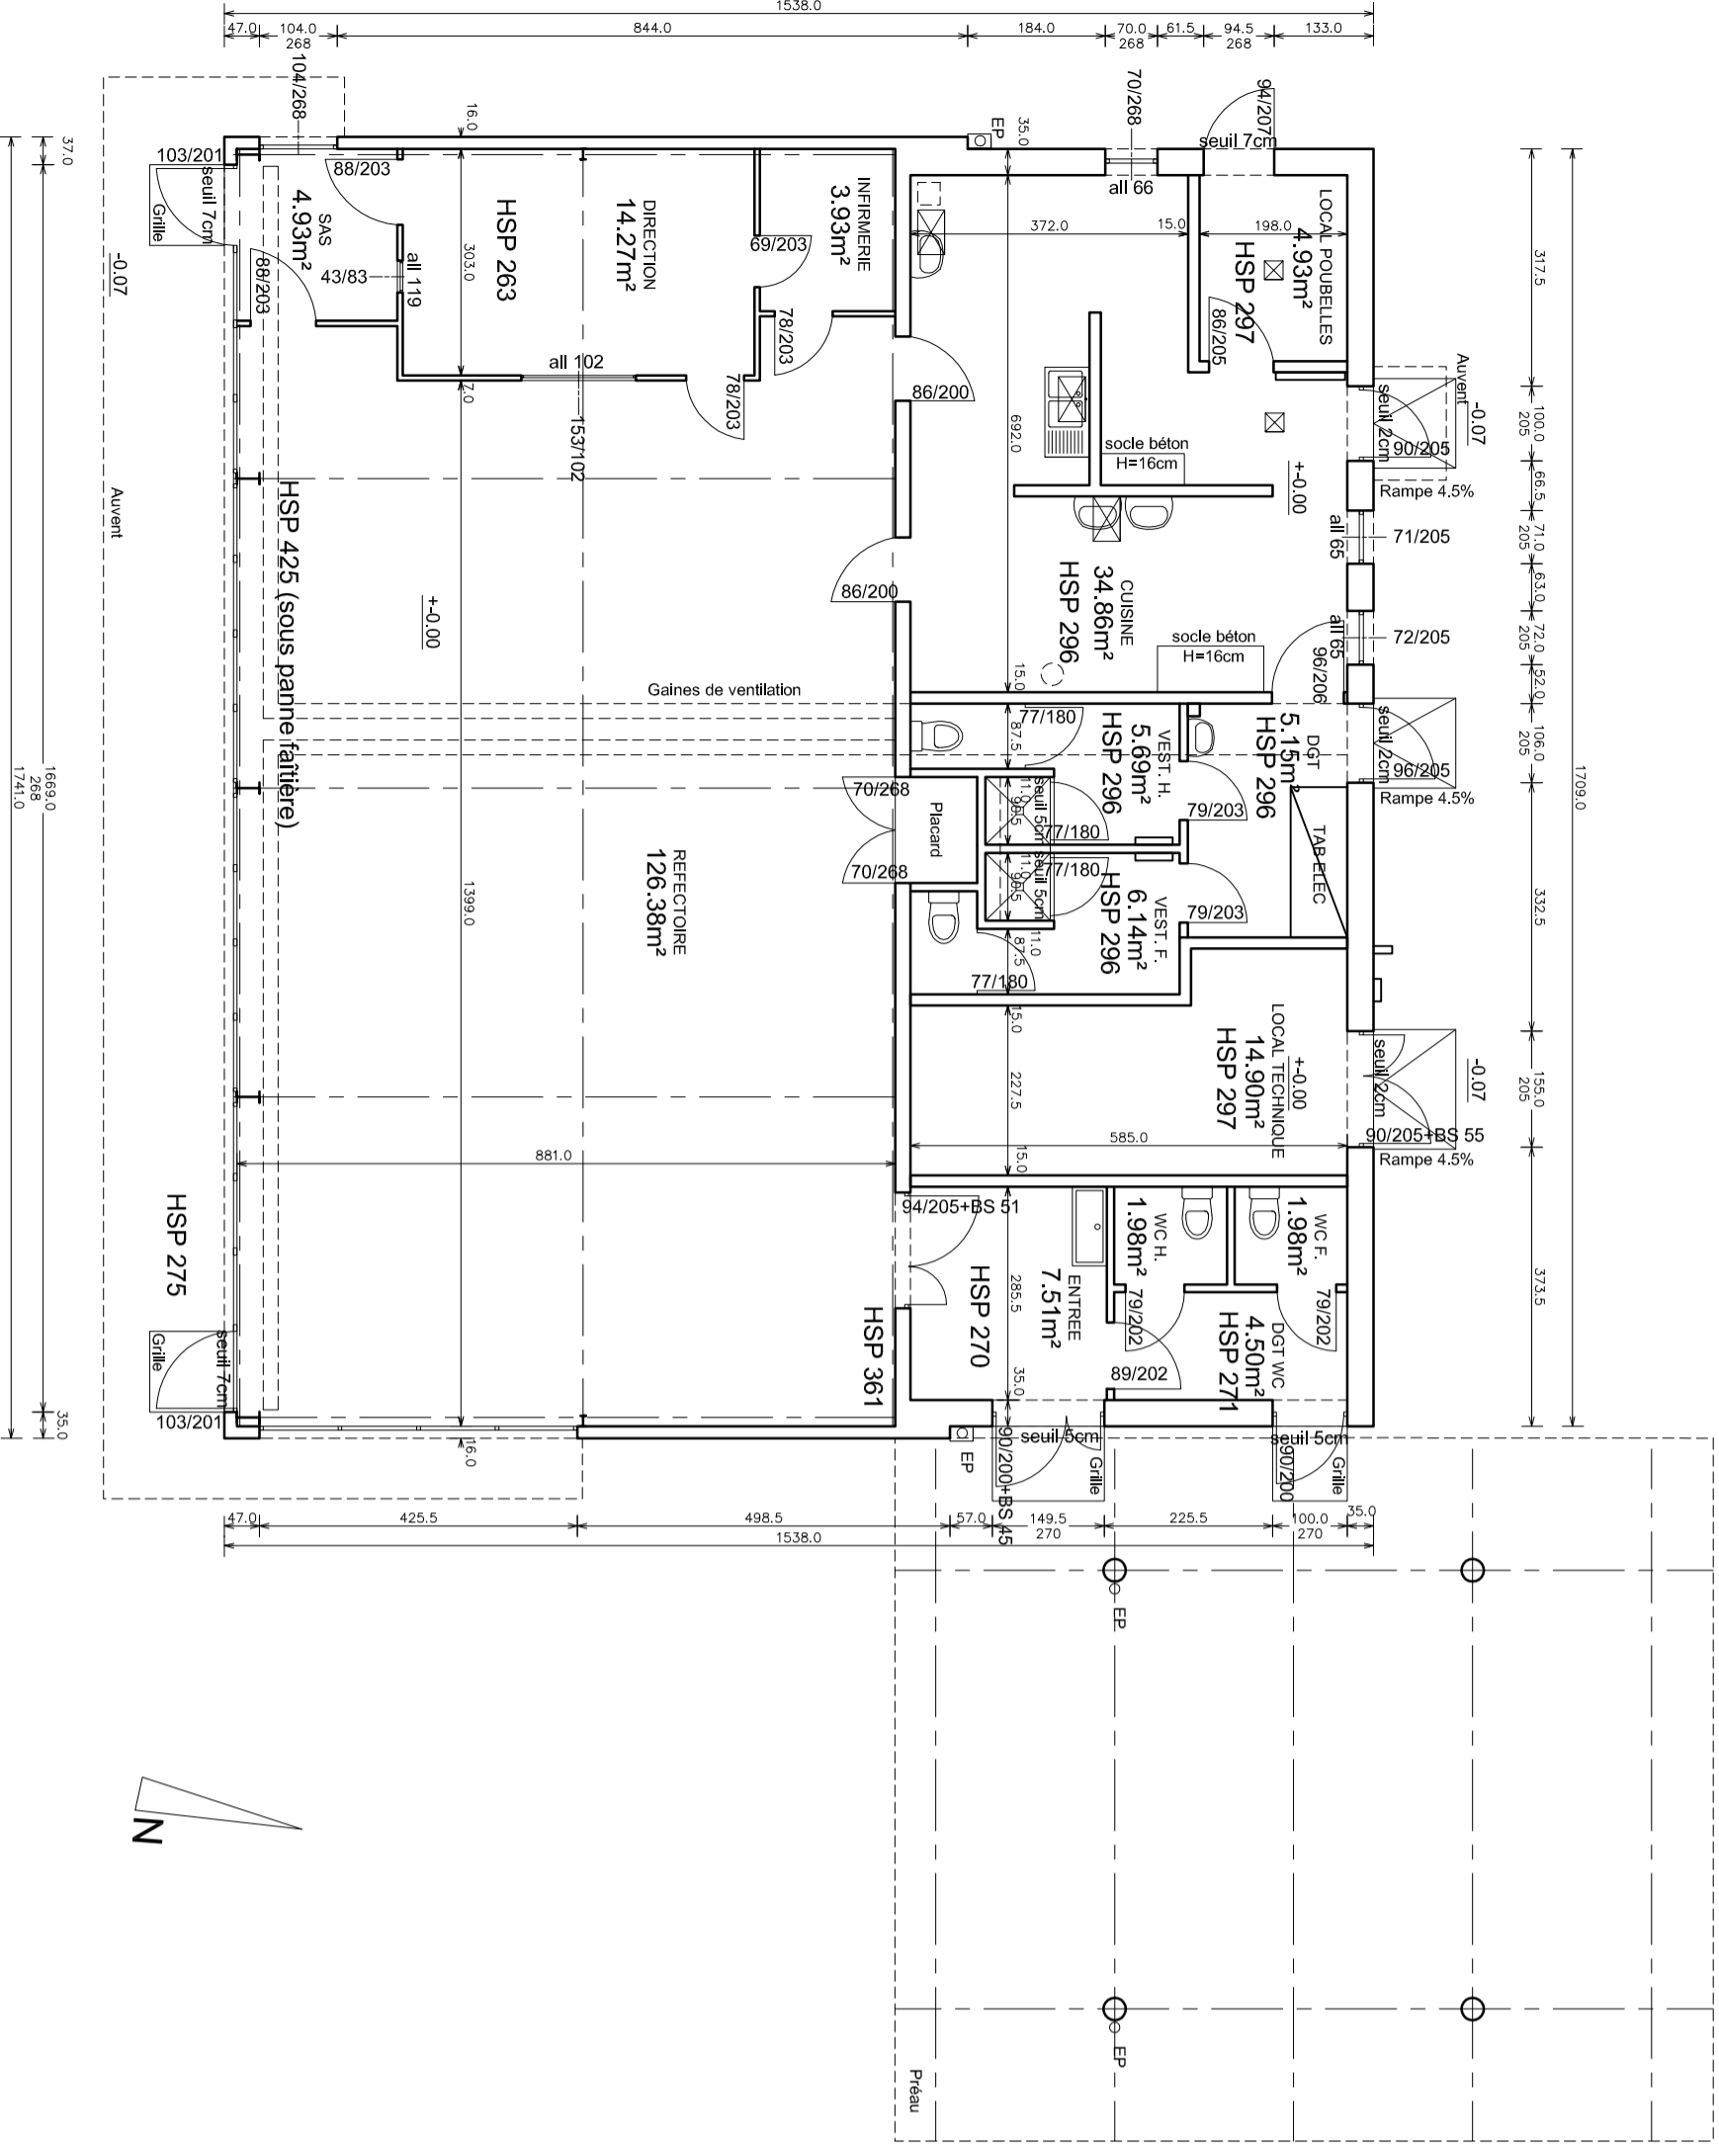 1538.0
47.0
104.0
268
844.0
184.0
70.0
268
61.5
94.5
268
133.0
104/268
16.0
EP
35.0
70/268
all 66
94/207
seuil 7cm
37.0
103/201
seuil 7cm
Grille
-0.07
88/203
SAS
4.93m²
88/203
43/83
all 119
303.0
HSP 263
DIRECTION
14.27m²
69/203
INFIRMERIE
3.93m²
78/203
78/203
all 102
153/102
7.0
372.0
15.0
198.0
LOCAL POUBELLES
4.93m²
HSP 297
86/205
317.5
Auvent
-0.07
seuil 2cm
90/205
Rampe 4.5%
100.0
205
66.5
71.0
205
63.0
72.0
205
52.0
106.0
205
1709.0
86/200
692.0
socle béton
H=16cm
+-0.00
all 65
71/205
all 65
72/205
96/206
86/200
CUISINE
34.86m²
HSP 296
socle béton
H=16cm
15.0
Auvent
HSP 425 (sous panne faîtière)
+-0.00
Gaines de ventilation
77/180
87.5
VEST. H.
5.69m²
HSP 296
DGT
5.15m²
HSP 296
seuil 2cm
96/205
Rampe 4.5%
1669.0
268
1741.0
70/268
Placard
70/268
11.0
90.5
seuil 5cm
77/180
79/203
TAB ELEC
11.0
90.5
seuil 5cm
77/180
79/203
VEST. F.
6.14m²
HSP 296
11.0
87.5
77/180
332.5
REFECTOIRE
126.38m²
1399.0
15.0
227.5
15.0
585.0
+-0.00
LOCAL TECHNIQUE
14.90m²
HSP 297
seuil 2cm
-0.07
90/205+BS 55
Rampe 4.5%
155.0
205
881.0
94/205+BS 51
HSP 275
285.5
ENTREE
7.51m²
HSP 270
HSP 361
WC H.
1.98m²
WC F.
1.98m²
79/202
79/202
DGT WC
4.50m²
HSP 271
89/202
373.5
seuil 7cm
Grille
103/201
35.0
16.0
35.0
EP
90/200+BS 45
seuil 5cm
Grille
seuil 5cm
90/200
Grille
47.0
425.5
498.5
57.0
149.5
270
225.5
100.0
270
35.0
1538.0
EP
N
EP
Préau